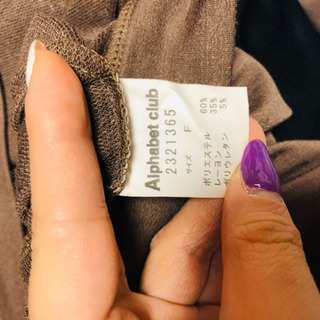 Alphabet club
2321365
サイズ F
ポリエステル 60%
レーヨン 35%
ポリウレタン 5%